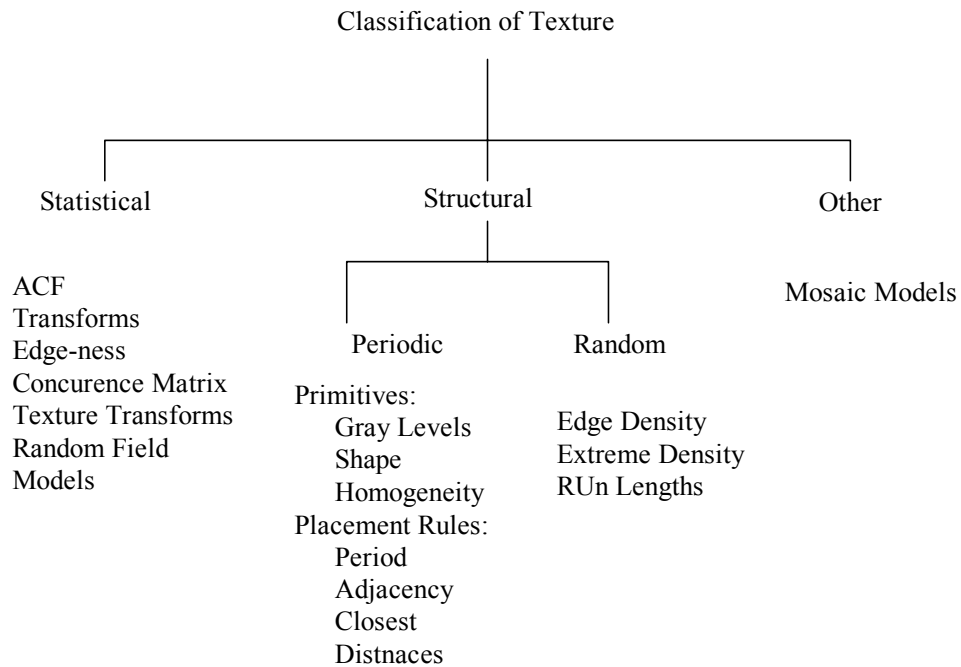 Classification of Texture
Statistical
Structural
Other
ACF
Transforms
Edge-ness
Concurence Matrix
Texture Transforms
Random Field
Models
Periodic
Primitives:
Gray Levels
Shape
Homogeneity
Placement Rules:
Period
Adjacency
Closest
Distnaces
Random
Edge Density
Extreme Density
RUn Lengths
Mosaic Models